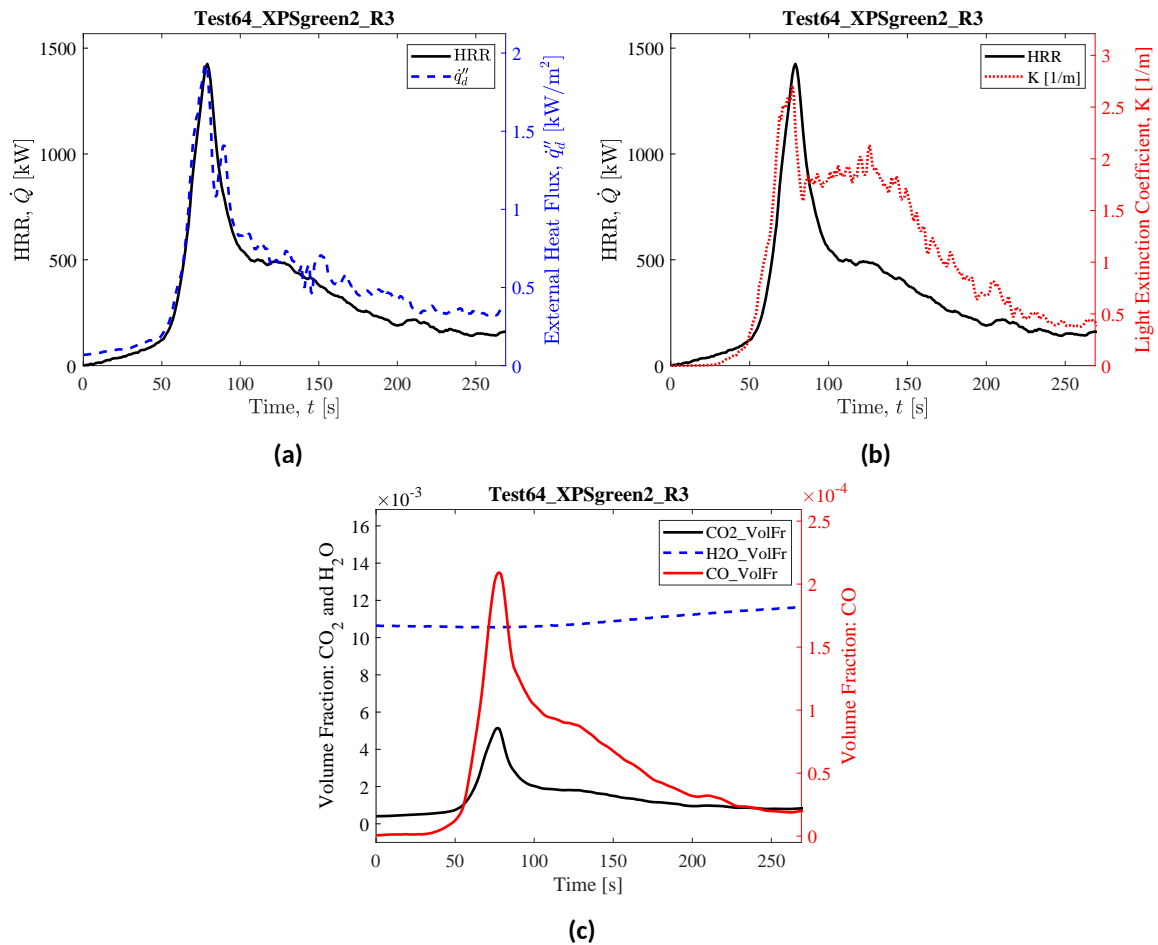 Test64_XPSgreen2_R3
HRR
q̇″_d
1500
1000
500
0
2
1.5
1
0.5
0
HRR, Q̇ [kW]
External Heat Flux, q̇″_d [kW/m²]
0 50 100 150 200 250
Time, t [s]
(a)
Test64_XPSgreen2_R3
HRR
K [1/m]
1500
1000
500
0
3
2.5
2
1.5
1
0.5
0
HRR, Q̇ [kW]
Light Extinction Coefficient, K [1/m]
0 50 100 150 200 250
Time, t [s]
(b)
×10⁻³
Test64_XPSgreen2_R3
×10⁻⁴
CO2_VolFr
H2O_VolFr
CO_VolFr
16
14
12
10
8
6
4
2
0
2.5
2
1.5
1
0.5
0
Volume Fraction: CO₂ and H₂O
Volume Fraction: CO
0 50 100 150 200 250
Time [s]
(c)